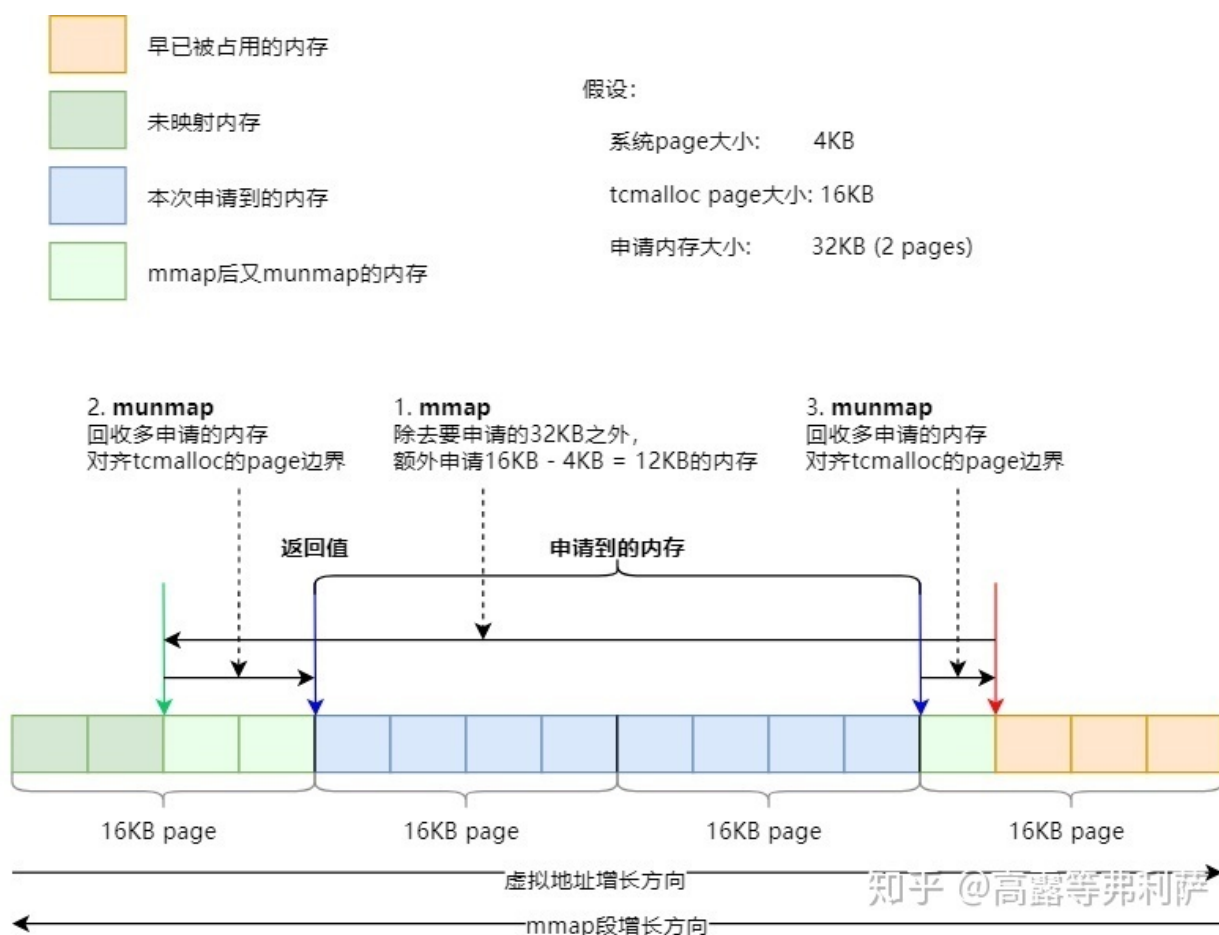 早已被占用的内存
未映射内存
本次申请到的内存
mmap后又munmap的内存
假设：
系统page大小: 4KB
tcmalloc page大小: 16KB
申请内存大小: 32KB (2 pages)
2. munmap
回收多申请的内存
对齐tcmalloc的page边界
1. mmap
除去要申请的32KB之外，
额外申请16KB - 4KB = 12KB的内存
3. munmap
回收多申请的内存
对齐tcmalloc的page边界
返回值
申请到的内存
16KB page
16KB page
16KB page
16KB page
虚拟地址增长方向
mmap段增长方向
知乎 @高露等弗利萨